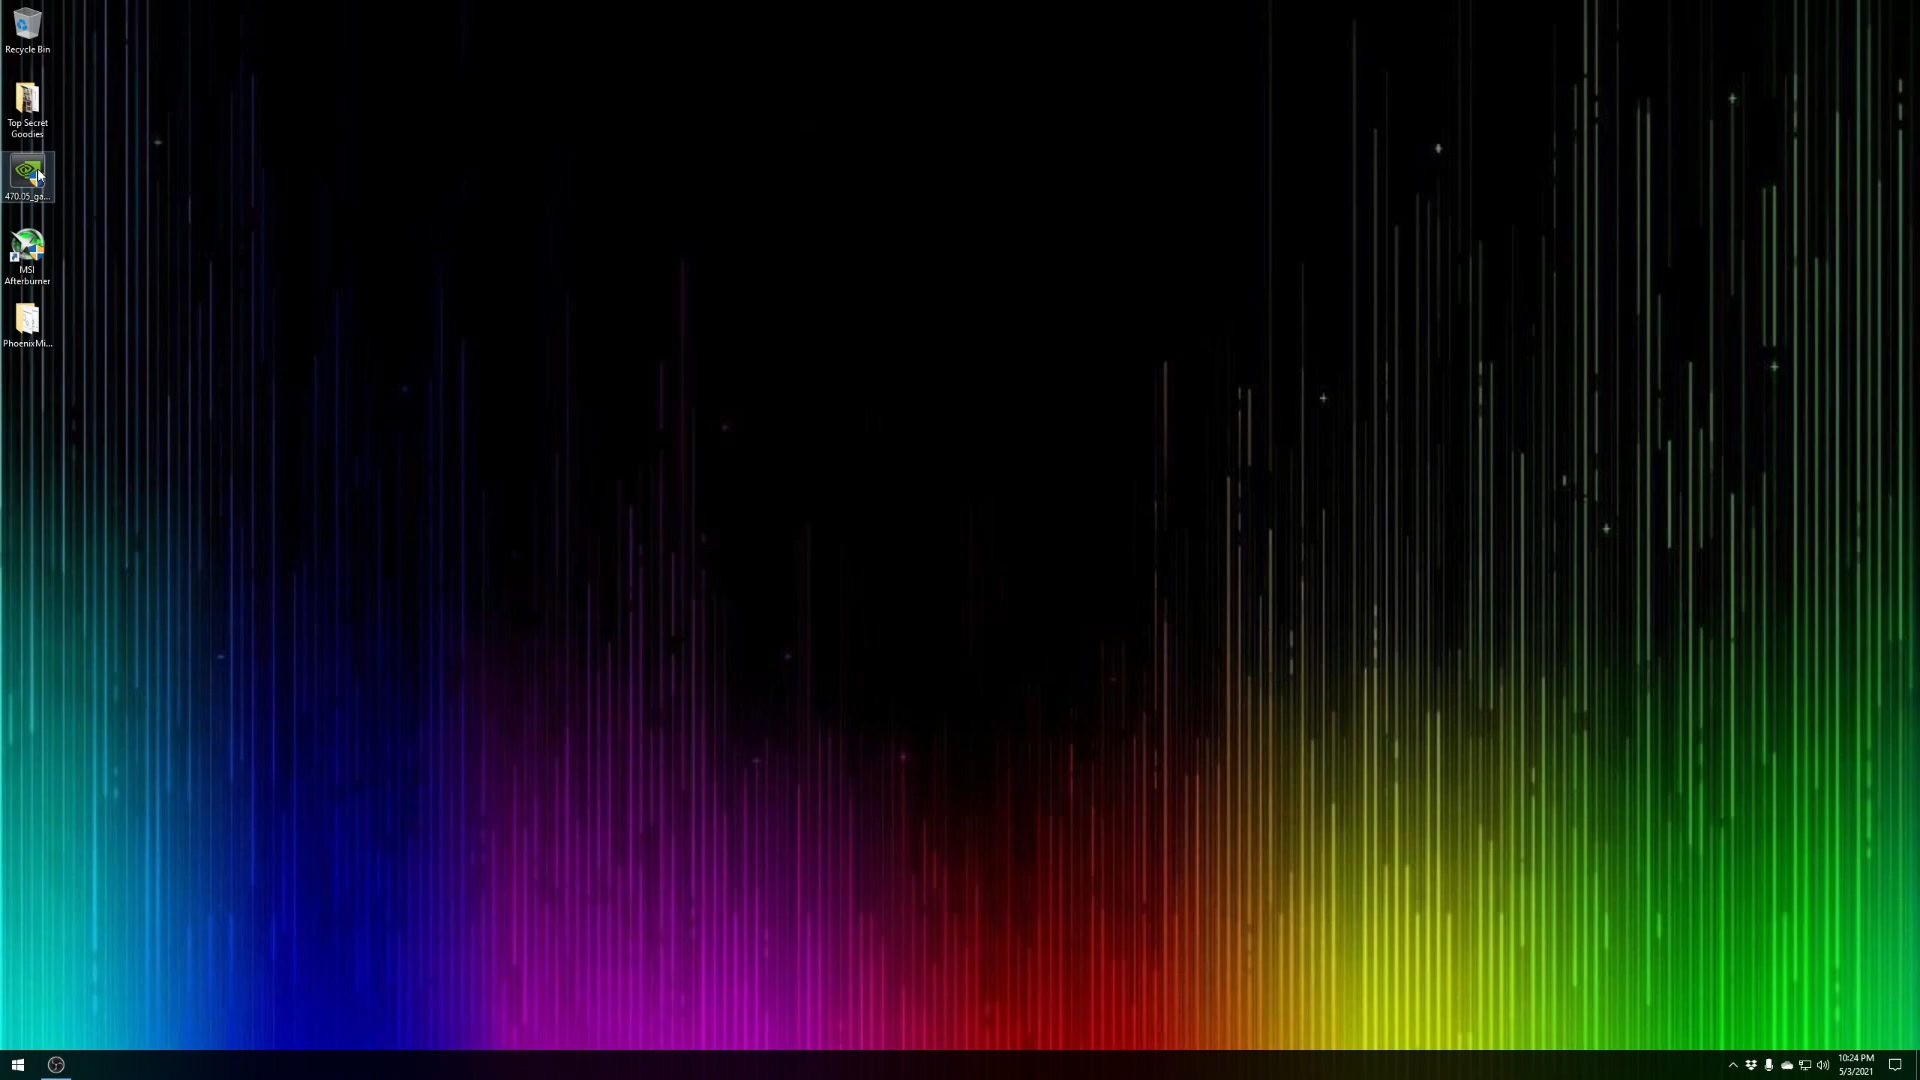 Recycle Bin
Top Secret
Goodies
470.05_ga...
MSI
Afterburner
PhoenixMi...
10:24 PM
5/3/2021